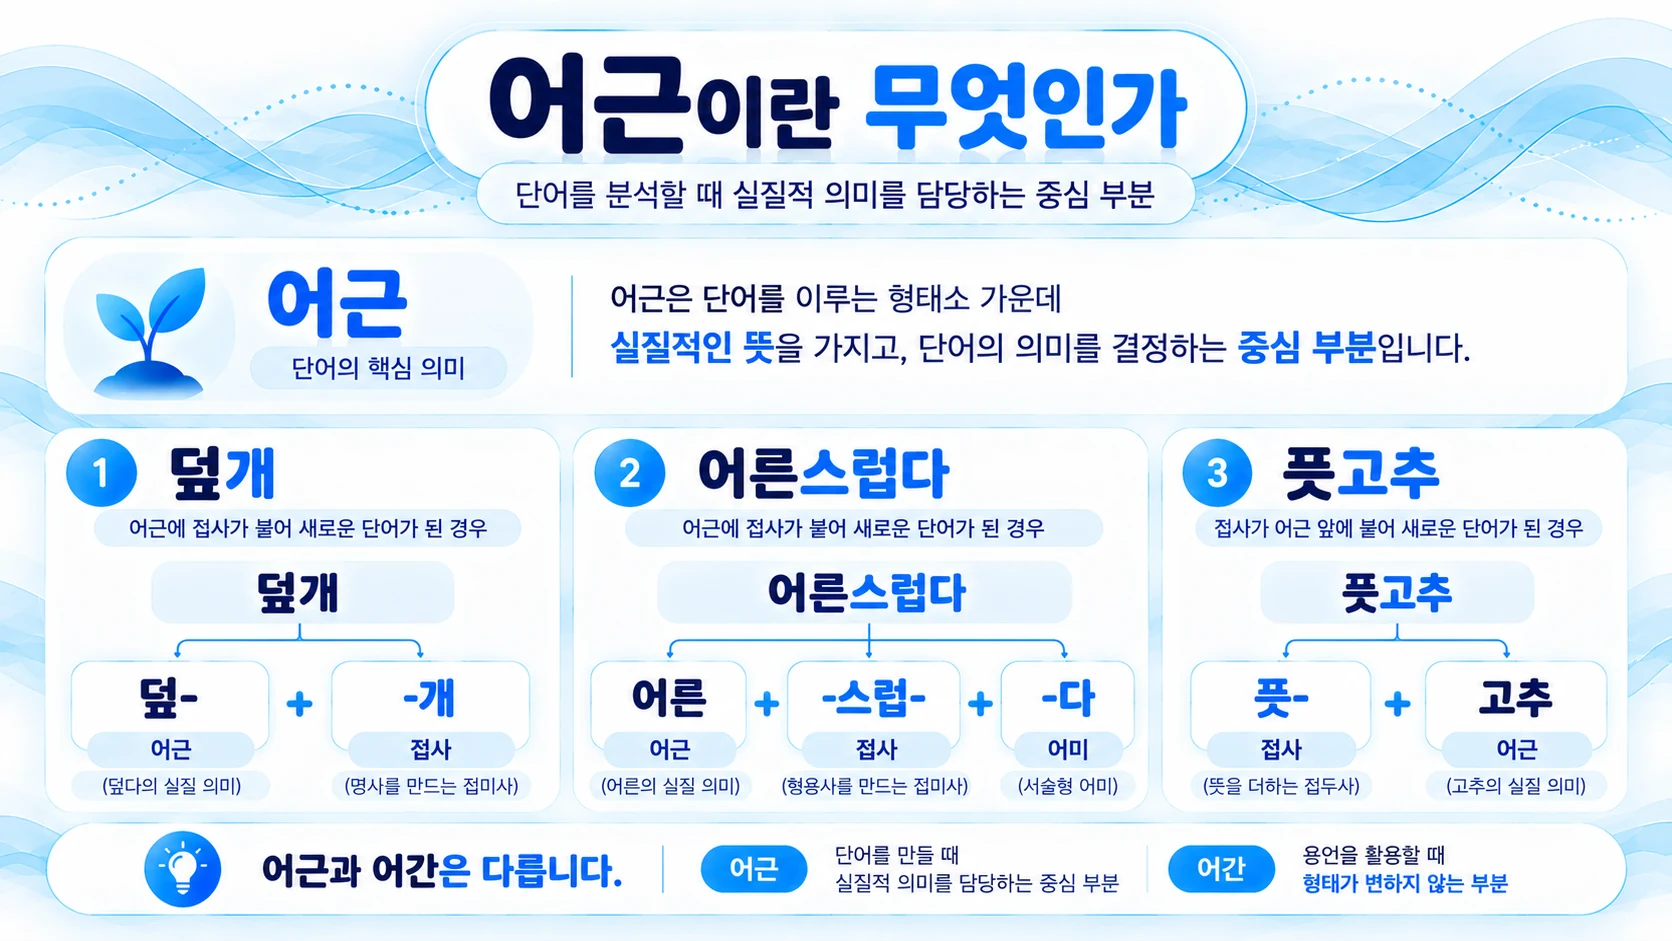 어근이란 무엇인가
단어를 분석할 때 실질적 의미를 담당하는 중심 부분
어근
단어의 핵심 의미
어근은 단어를 이루는 형태소 가운데
실질적인 뜻을 가지고, 단어의 의미를 결정하는 중심 부분입니다.
1 덮개
어근에 접사가 붙어 새로운 단어가 된 경우
덮개
덮- + -개
어근 접사
(덮다의 실질 의미) (명사를 만드는 접미사)
2 어른스럽다
어근에 접사가 붙어 새로운 단어가 된 경우
어른스럽다
어른 + -스럽- + -다
어근 접사 어미
(어른의 실질 의미) (형용사를 만드는 접미사) (서술형 어미)
3 풋고추
접사가 어근 앞에 붙어 새로운 단어가 된 경우
풋고추
풋- + 고추
접사 어근
(뜻을 더하는 접두사) (고추의 실질 의미)
어근과 어간은 다릅니다.
어근
단어를 만들 때
실질적 의미를 담당하는 중심 부분
어간
용언을 활용할 때
형태가 변하지 않는 부분